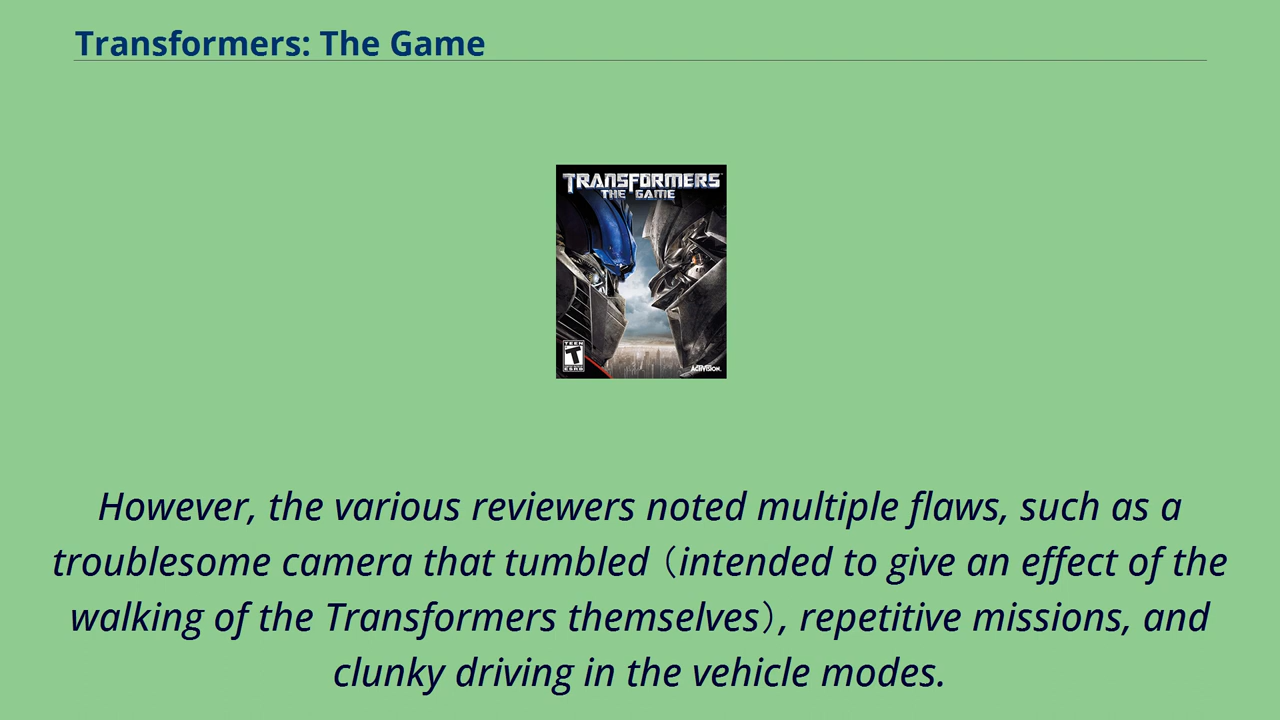 Transformers: The Game
TRANSFORMERS
THE GAME
TEEN
T
ESRB
ACTIVISION
However, the various reviewers noted multiple flaws, such as a
troublesome camera that tumbled（intended to give an effect of the
walking of the Transformers themselves）, repetitive missions, and
clunky driving in the vehicle modes.